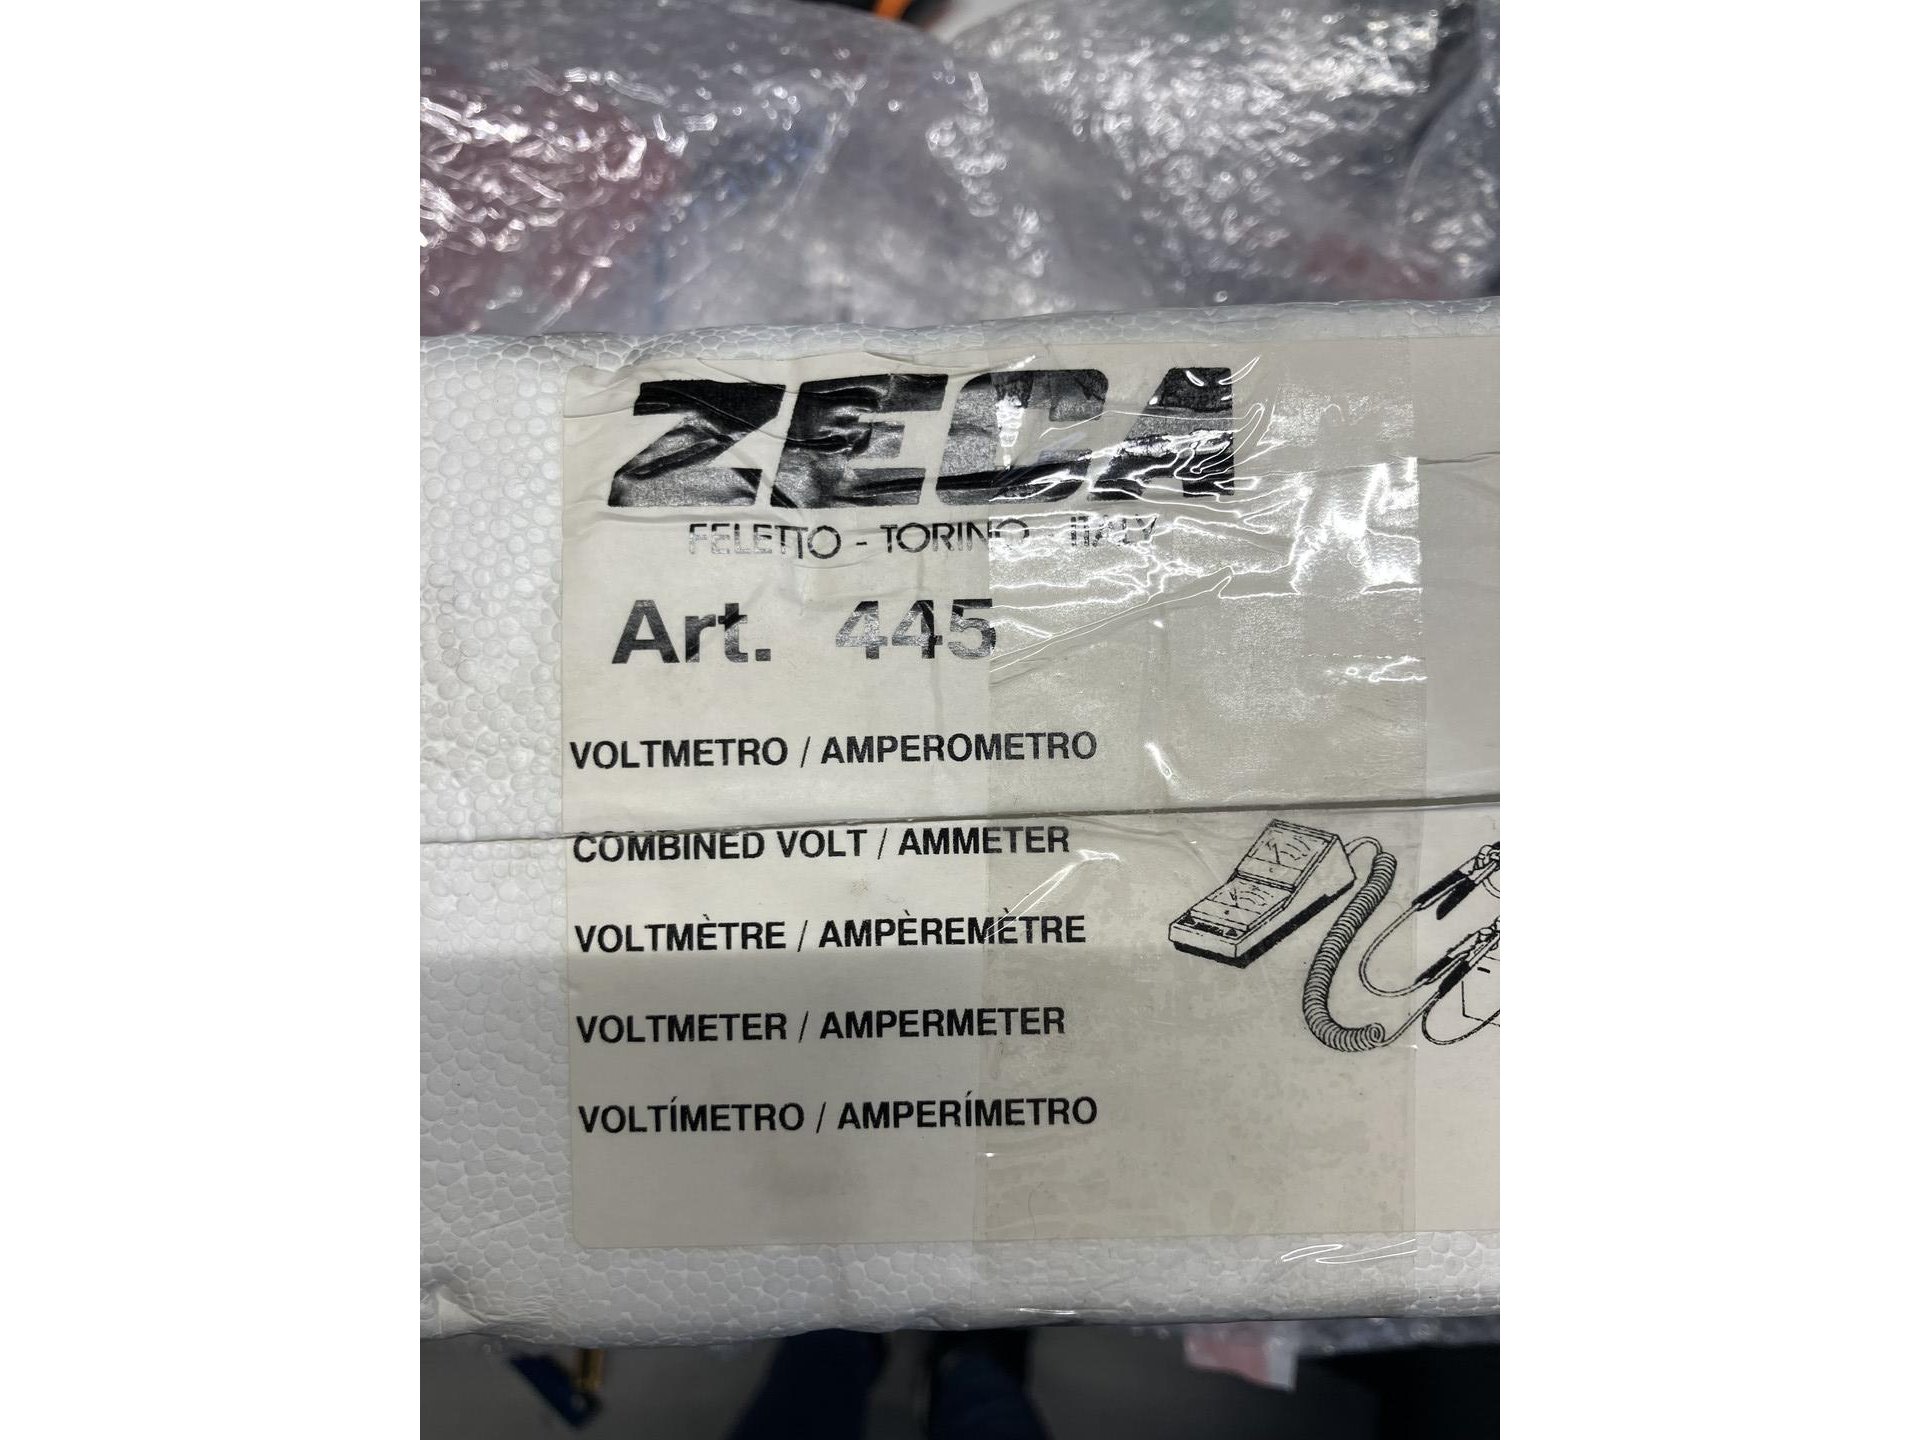 ZECA
FELETTO - TORINO - ITALY
Art. 445
VOLTMETRO / AMPEROMETRO
COMBINED VOLT / AMMETER
VOLTMÈTRE / AMPÈREMÈTRE
VOLTMETER / AMPERMETER
VOLTÍMETRO / AMPERÍMETRO